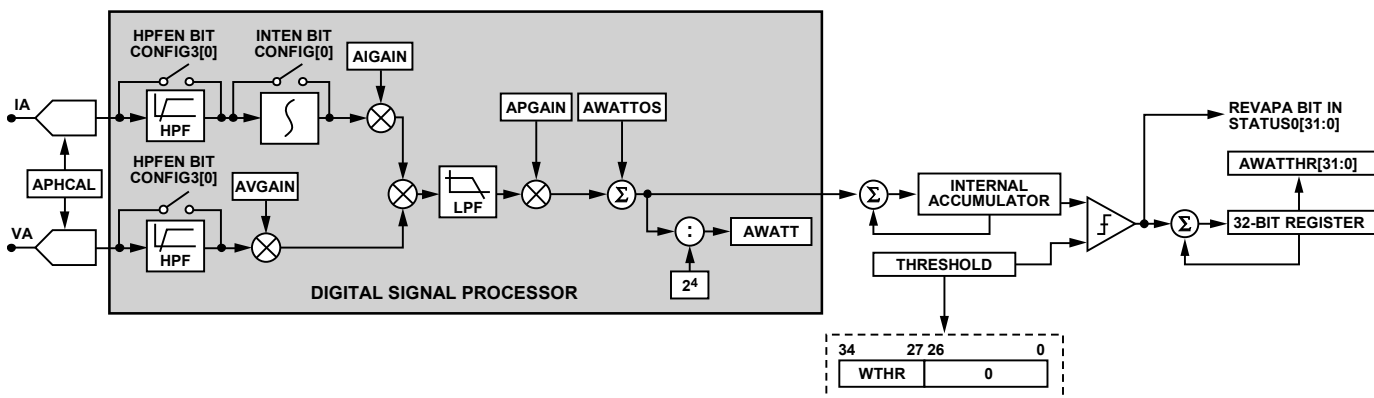 HPFEN BIT
CONFIG3[0]
INTEN BIT
CONFIG[0]
AIGAIN
IA
HPF
APHCAL
HPFEN BIT
CONFIG3[0]
AVGAIN
VA
HPF
LPF
APGAIN
AWATTOS
Σ
:
AWATT
2⁴
DIGITAL SIGNAL PROCESSOR
Σ
INTERNAL
ACCUMULATOR
THRESHOLD
REVAPA BIT IN
STATUS0[31:0]
AWATTHR[31:0]
Σ
32-BIT REGISTER
34 27 26 0
WTHR 0